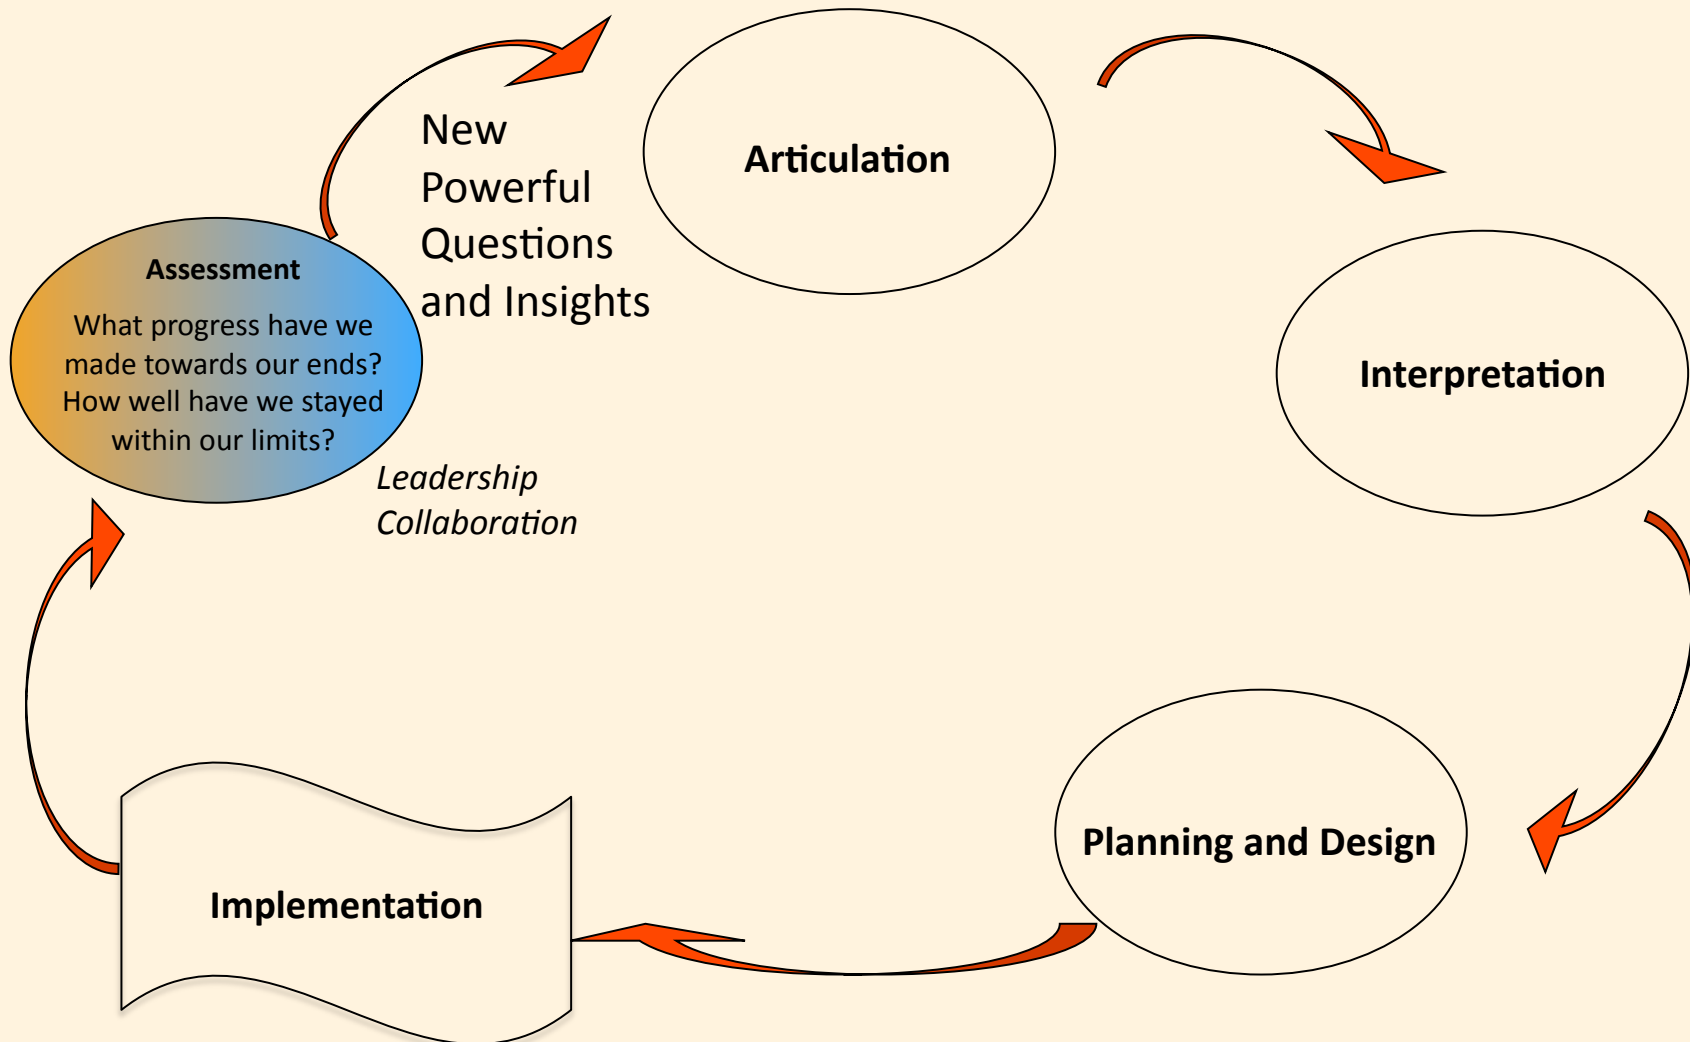 New
Powerful
Questions
and Insights
Articulation
Assessment
What progress have we
made towards our ends?
How well have we stayed
within our limits?
Interpretation
Leadership
Collaboration
Planning and Design
Implementation